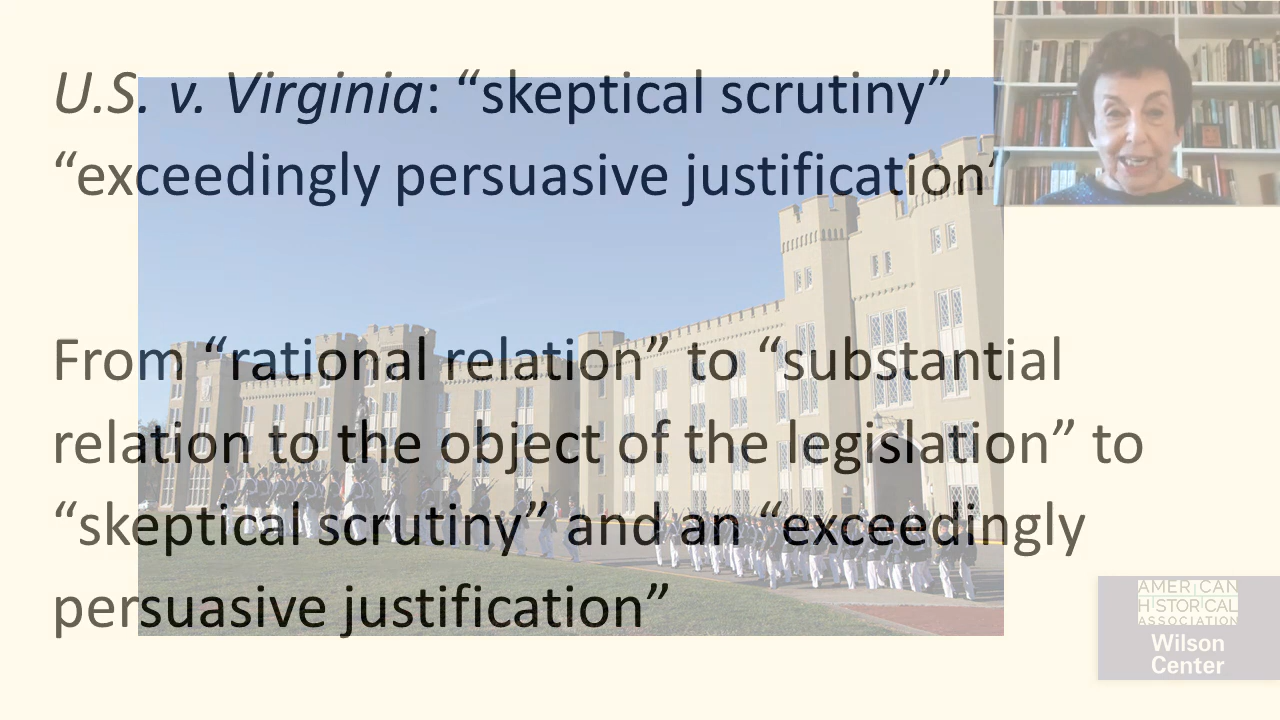 U.S. v. Virginia: “skeptical scrutiny”
“exceedingly persuasive justification”
From “rational relation” to “substantial
relation to the object of the legislation” to
“skeptical scrutiny” and an “exceedingly
persuasive justification”
AMERICAN
HISTORICAL
ASSOCIATION
Wilson
Center